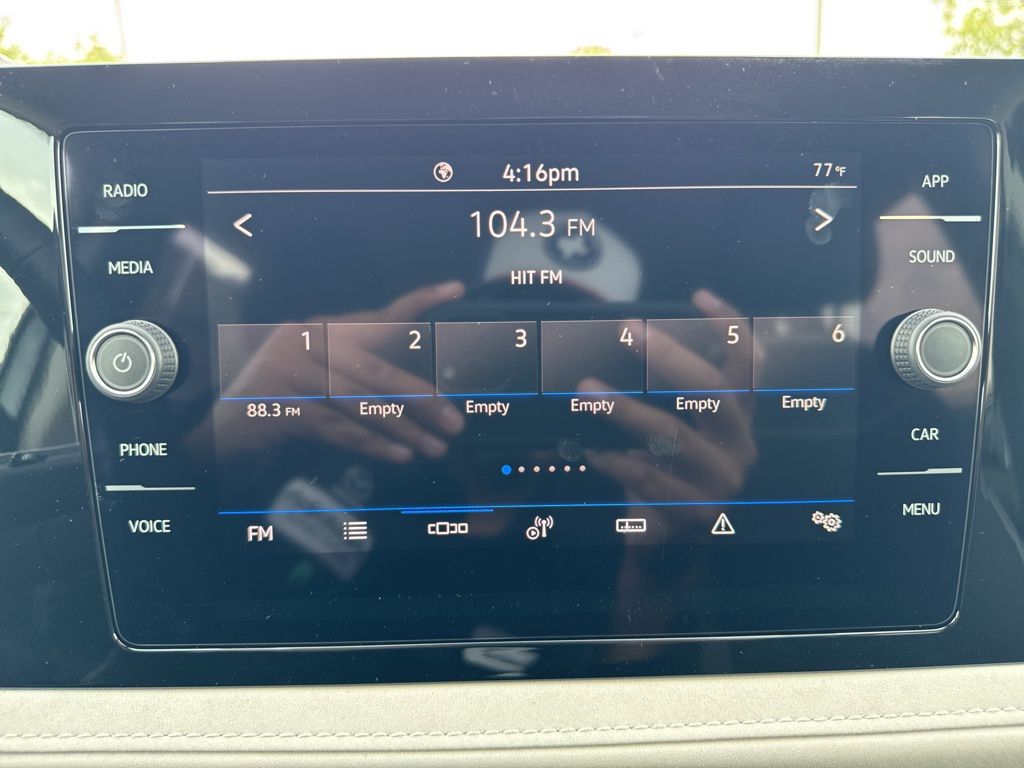 4:16pm
77°F
RADIO
APP
104.3 FM
MEDIA
SOUND
HIT FM
1 2 3 4 5 6
88.3 FM Empty Empty Empty Empty Empty
PHONE
CAR
VOICE
FM
MENU